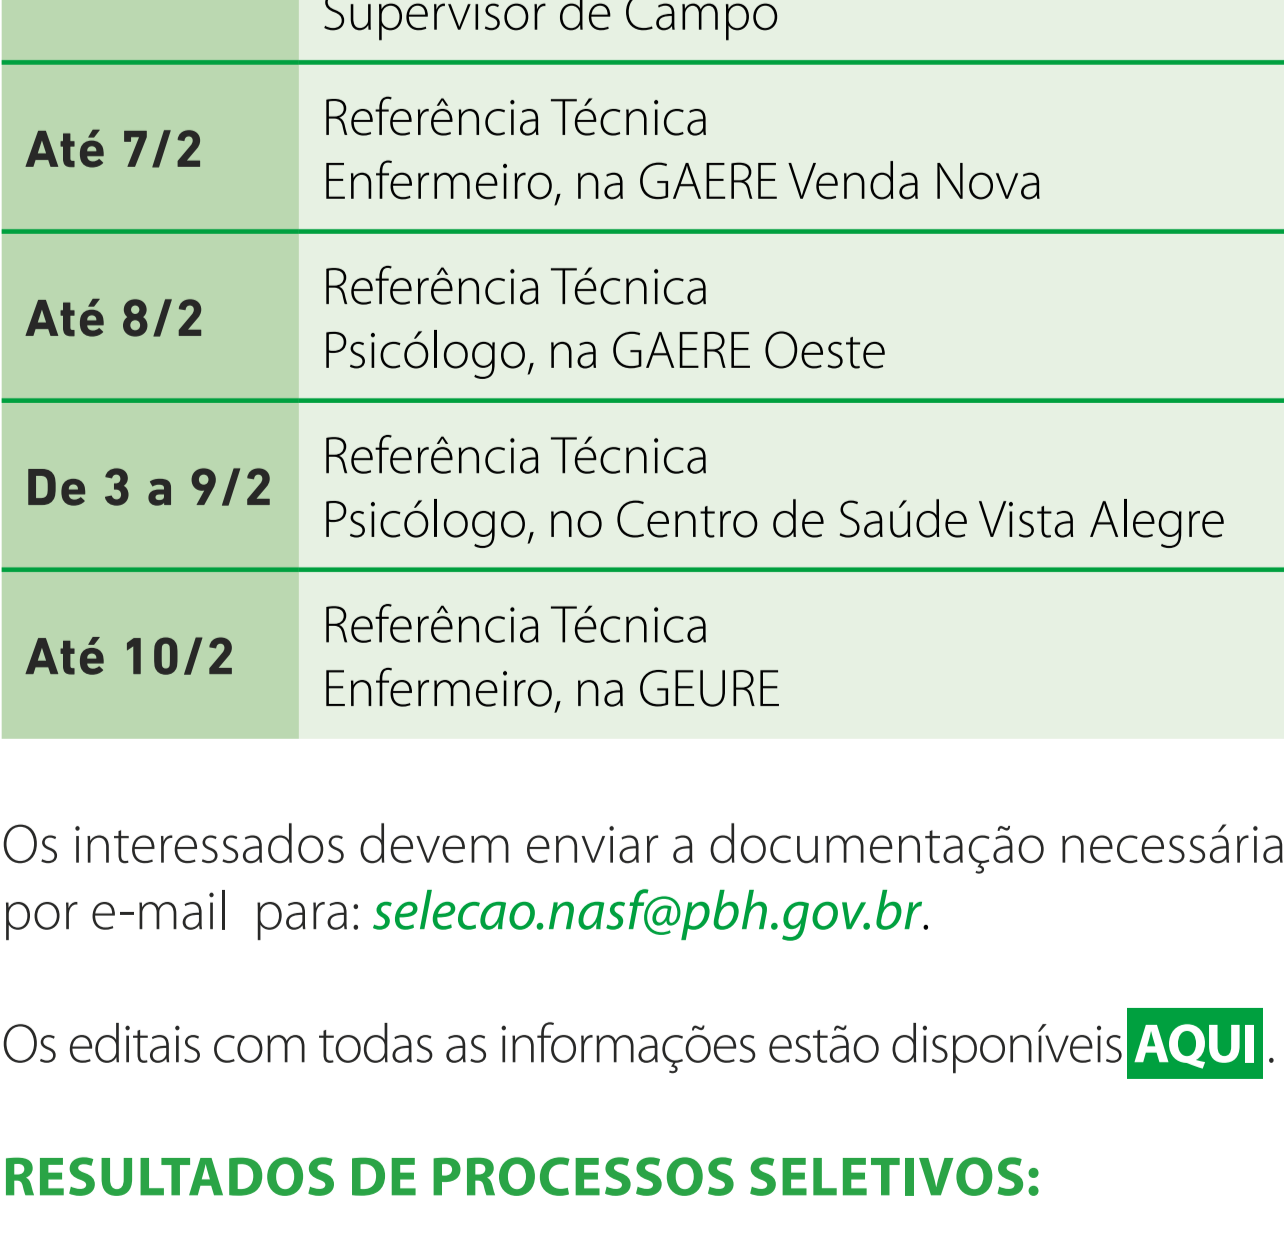 Supervisor de Campo
Até 7/2
Referência Técnica
Enfermeiro, na GAERE Venda Nova
Até 8/2
Referência Técnica
Psicólogo, na GAERE Oeste
De 3 a 9/2
Referência Técnica
Psicólogo, no Centro de Saúde Vista Alegre
Até 10/2
Referência Técnica
Enfermeiro, na GEURE
Os interessados devem enviar a documentação necessária
por e-mail para: selecao.nasf@pbh.gov.br.
Os editais com todas as informações estão disponíveis AQUI.
RESULTADOS DE PROCESSOS SELETIVOS: